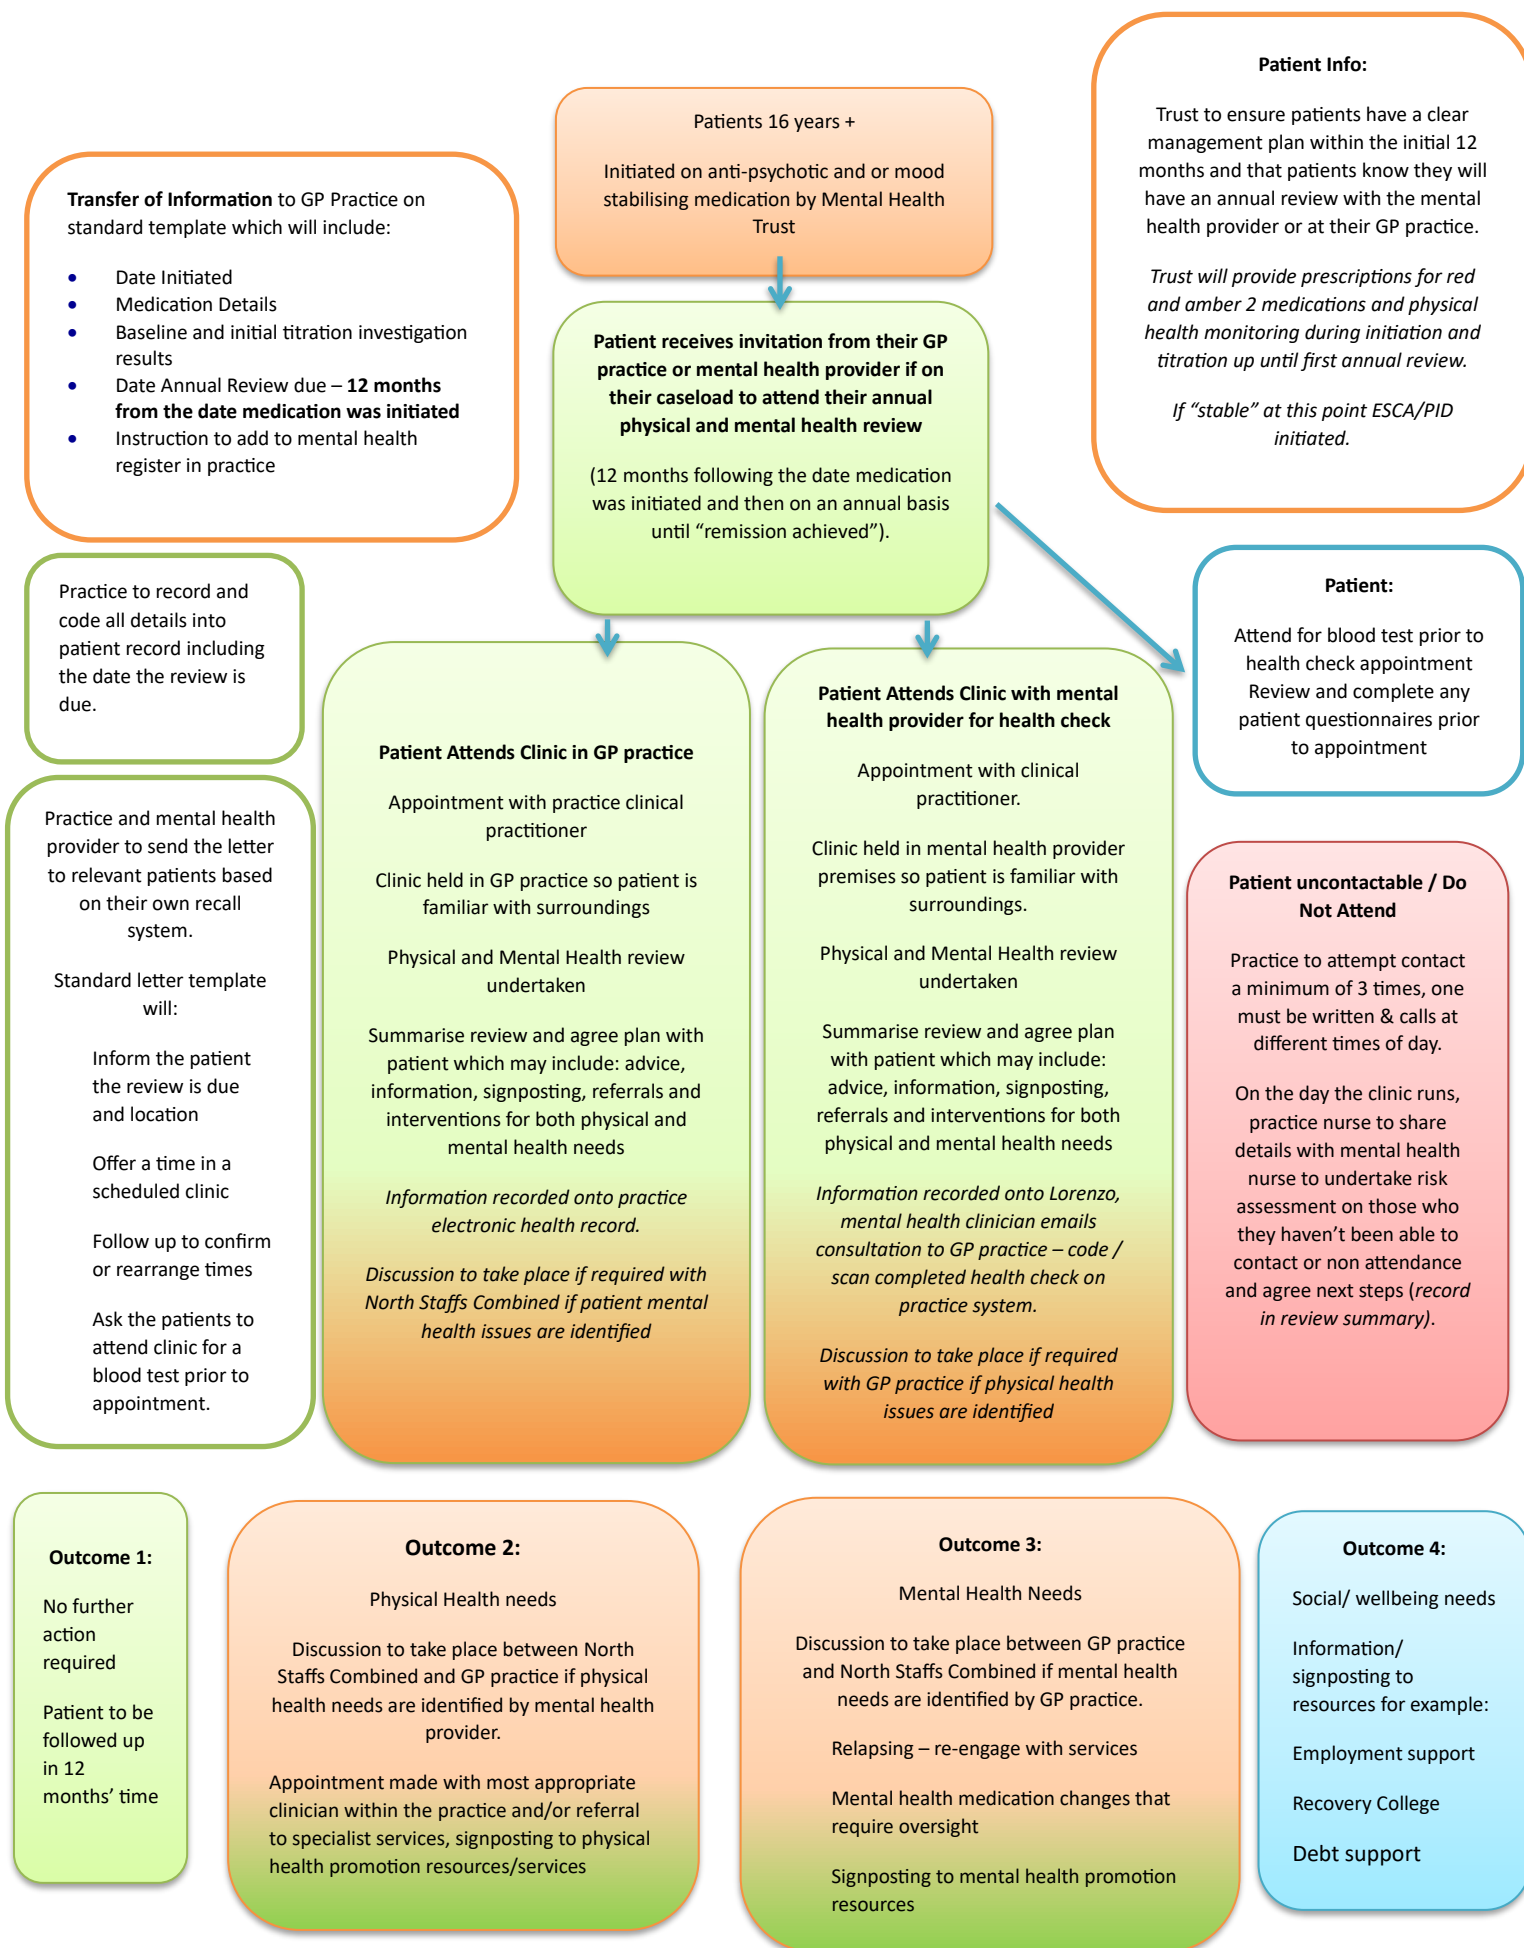 Patients 16 years +
Initiated on anti-psychotic and or mood
stabilising medication by Mental Health
Trust
Patient Info:
Trust to ensure patients have a clear
management plan within the initial 12
months and that patients know they will
have an annual review with the mental
health provider or at their GP practice.
Trust will provide prescriptions for red
and amber 2 medications and physical
health monitoring during initiation and
titration up until first annual review.
If “stable” at this point ESCA/PID
initiated.
Transfer of Information to GP Practice on
standard template which will include:
• Date Initiated
• Medication Details
• Baseline and initial titration investigation
results
• Date Annual Review due – 12 months
from the date medication was initiated
• Instruction to add to mental health
register in practice
Patient receives invitation from their GP
practice or mental health provider if on
their caseload to attend their annual
physical and mental health review
(12 months following the date medication
was initiated and then on an annual basis
until “remission achieved”).
Practice to record and
code all details into
patient record including
the date the review is
due.
Patient:
Attend for blood test prior to
health check appointment
Review and complete any
patient questionnaires prior
to appointment
Practice and mental health
provider to send the letter
to relevant patients based
on their own recall
system.
Standard letter template
will:
Inform the patient
the review is due
and location
Offer a time in a
scheduled clinic
Follow up to confirm
or rearrange times
Ask the patients to
attend clinic for a
blood test prior to
appointment.
Patient Attends Clinic in GP practice
Appointment with practice clinical
practitioner
Clinic held in GP practice so patient is
familiar with surroundings
Physical and Mental Health review
undertaken
Summarise review and agree plan with
patient which may include: advice,
information, signposting, referrals and
interventions for both physical and
mental health needs
Information recorded onto practice
electronic health record.
Discussion to take place if required with
North Staffs Combined if patient mental
health issues are identified
Patient Attends Clinic with mental
health provider for health check
Appointment with clinical
practitioner.
Clinic held in mental health provider
premises so patient is familiar with
surroundings.
Physical and Mental Health review
undertaken
Summarise review and agree plan
with patient which may include:
advice, information, signposting,
referrals and interventions for both
physical and mental health needs
Information recorded onto Lorenzo,
mental health clinician emails
consultation to GP practice – code /
scan completed health check on
practice system.
Discussion to take place if required
with GP practice if physical health
issues are identified
Patient uncontactable / Do
Not Attend
Practice to attempt contact
a minimum of 3 times, one
must be written & calls at
different times of day.
On the day the clinic runs,
practice nurse to share
details with mental health
nurse to undertake risk
assessment on those who
they haven’t been able to
contact or non attendance
and agree next steps (record
in review summary).
Outcome 1:
No further
action
required
Patient to be
followed up
in 12
months’ time
Outcome 2:
Physical Health needs
Discussion to take place between North
Staffs Combined and GP practice if physical
health needs are identified by mental health
provider.
Appointment made with most appropriate
clinician within the practice and/or referral
to specialist services, signposting to physical
health promotion resources/services
Outcome 3:
Mental Health Needs
Discussion to take place between GP practice
and North Staffs Combined if mental health
needs are identified by GP practice.
Relapsing – re-engage with services
Mental health medication changes that
require oversight
Signposting to mental health promotion
resources
Outcome 4:
Social/ wellbeing needs
Information/
signposting to
resources for example:
Employment support
Recovery College
Debt support